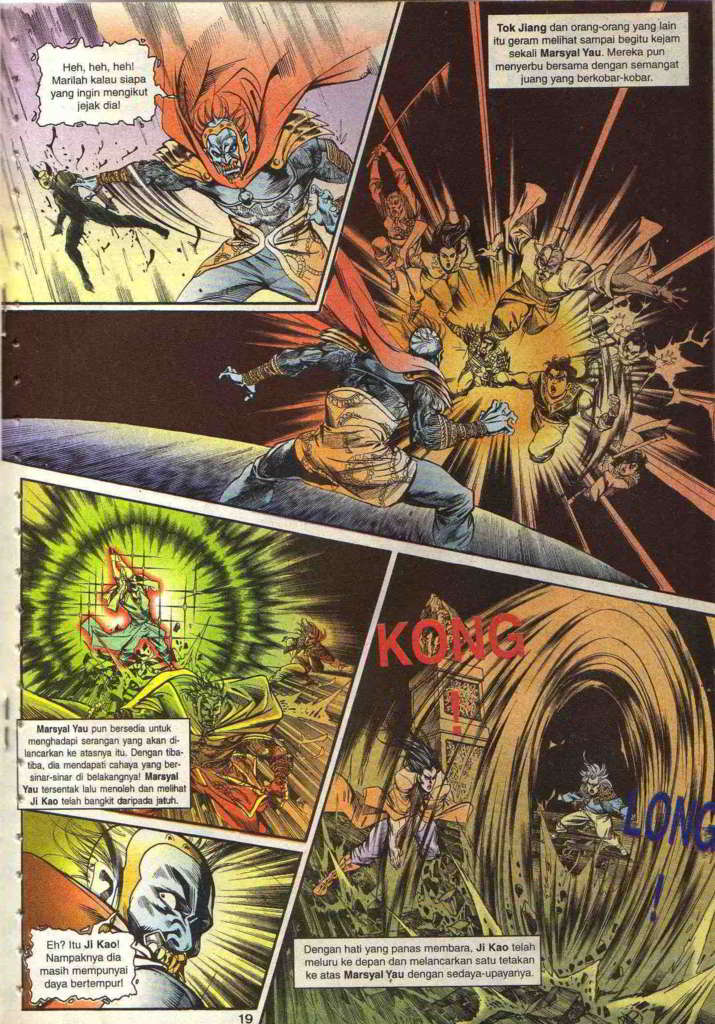 Heh, heh, heh!
Marilah kalau siapa
yang ingin mengikut
jejak dia!
Tok Jiang dan orang-orang yang lain
itu geram melihat sampai begitu kejam
sekali Marsyal Yau. Mereka pun
menyerbu bersama dengan semangat
juang yang berkobar-kobar.
Marsyal Yau pun bersedia untuk
menghadapi serangan yang akan di-
lancarkan ke atasnya itu. Dengan tiba-
tiba, dia mendapati cahaya yang ber-
sinar-sinar di belakangnya! Marsyal
Yau tersentak lalu menoleh dan melihat
Ji Kao telah bangkit daripada jatuh.
Eh? Itu Ji Kao!
Nampaknya dia
masih mempunyai
daya bertempur!
KONG
!
LONG
!
Dengan hati yang panas membara, Ji Kao telah
meluru ke depan dan melancarkan satu tetakan
ke atas Marsyal Yau dengan sedaya-upayanya.
19